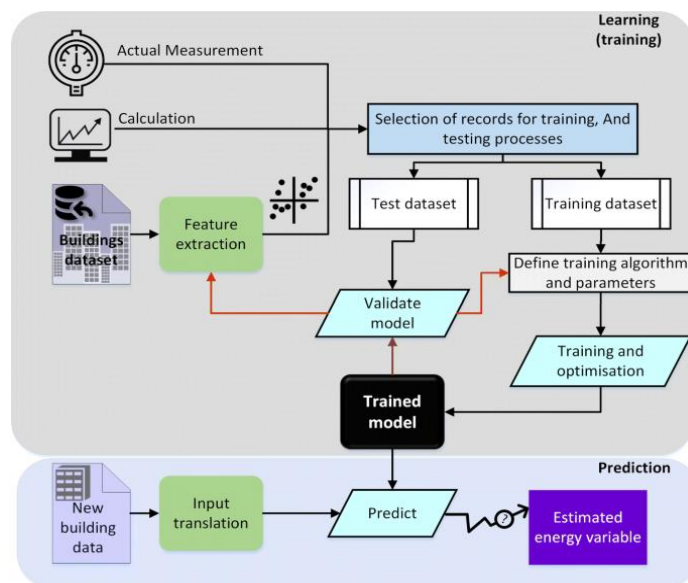 Learning
(training)
Actual Measurement
Calculation
Selection of records for training, And
testing processes
Test dataset
Training dataset
Buildings
dataset
Feature
extraction
Define training algorithm
and parameters
Validate
model
Training and
optimisation
Trained
model
Prediction
New
building
data
Input
translation
Predict
?
Estimated
energy variable